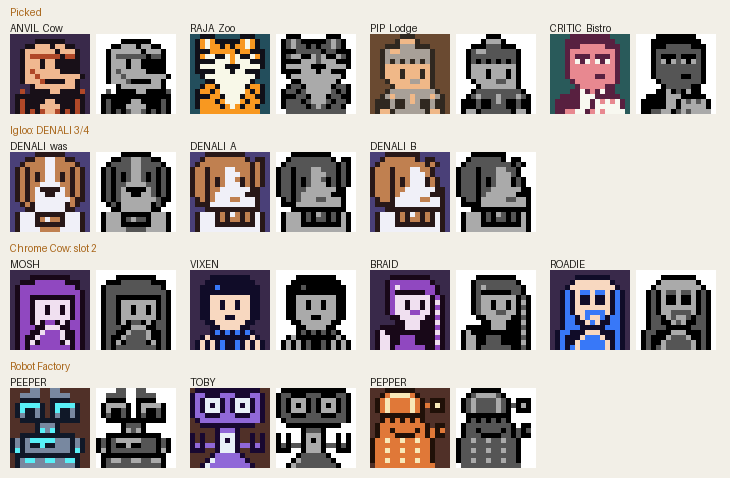 Picked
ANVIL Cow
RAJA Zoo
PIP Lodge
CRITIC Bistro
Igloo: DENALI 3/4
DENALI was
DENALI A
DENALI B
Chrome Cow: slot 2
MOSH
VIXEN
BRAID
ROADIE
Robot Factory
PEEPER
TOBY
PEPPER